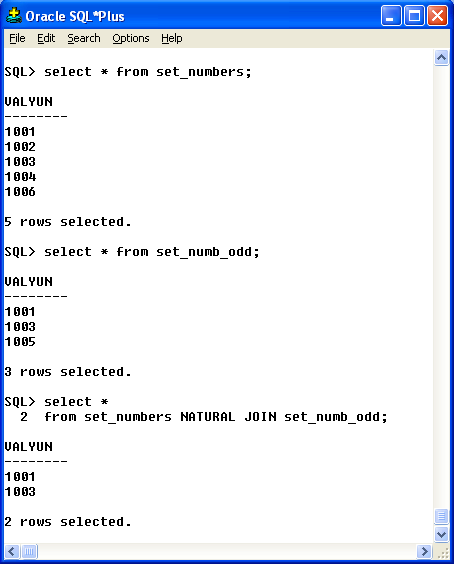 Oracle SQL*Plus
File Edit Search Options Help
SQL> select * from set_numbers;
VALYUN
--------
1001
1002
1003
1004
1006
5 rows selected.
SQL> select * from set_numb_odd;
VALYUN
--------
1001
1003
1005
3 rows selected.
SQL> select *
  2  from set_numbers NATURAL JOIN set_numb_odd;
VALYUN
--------
1001
1003
2 rows selected.